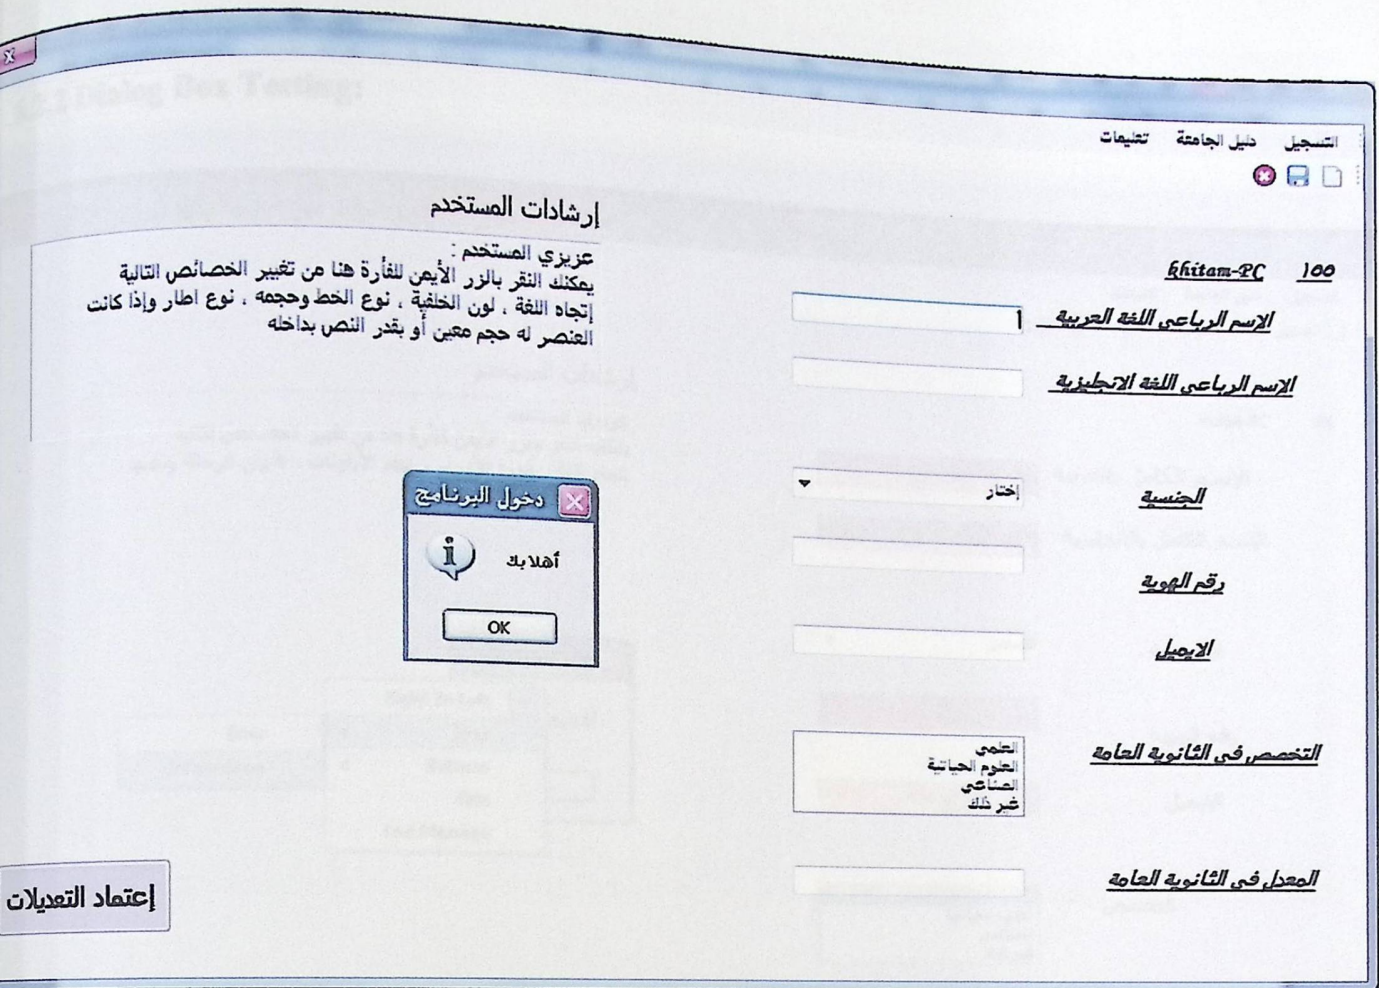 التسجيل دليل الجامعة تعليمات
إرشادات المستخدم
عزيزي المستخدم :
يمكنك النقر بالزر الأيمن للفأرة هنا من تغيير الخصائص التالية
إتجاه اللغة ، لون الخلفية ، نوع الخط وحجمه ، نوع اطار وإذا كانت
العنصر له حجم معين أو بقدر النص بداخله
100 khitam-PC
الإسم الرباعي اللغة العربية
الإسم الرباعي اللغة الانجليزية
الجنسية
إختار
رقم الهوية
الايميل
التخصص في الثانوية العامة
العلمي
العلوم الحياتية
الصناعي
غير ذلك
المعدل في الثانوية العامة
دخول البرنامج
أهلا بك
OK
إعتماد التعديلات